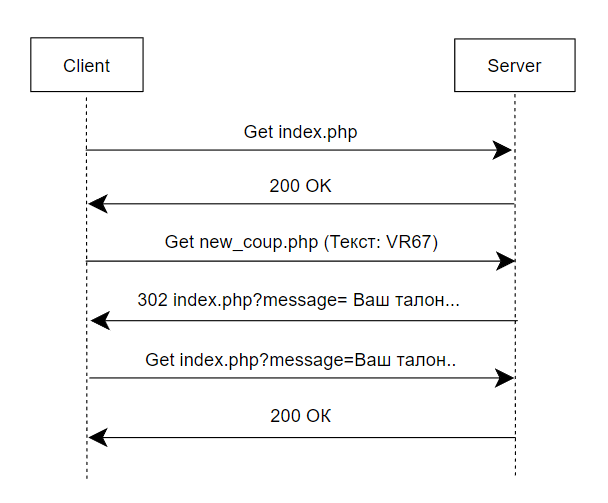 Client
Server
Get index.php
200 OK
Get new_coup.php (Текст: VR67)
302 index.php?message= Ваш талон...
Get index.php?message=Ваш талон..
200 ОК